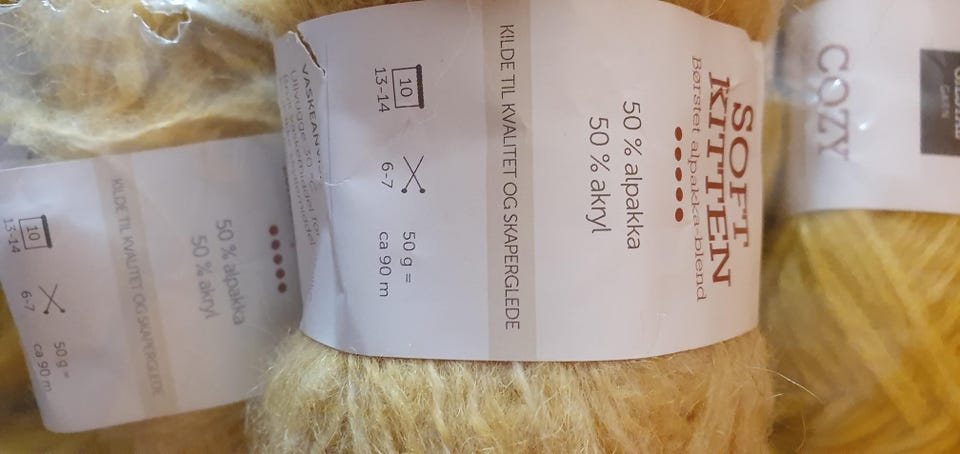 SOFT
KITTEN
Børstet alpakka-blend
50 % alpakka
50 % akryl
KILDE TIL KVALITET OG SKAPERGLEDE
10
13-14
6-7
50 g =
ca 90 m
50 % alpakka
50 % akryl
KILDE TIL KVALITET OG SKAPERGLEDE
10
13-14
6-7
50 g =
ca 90 m
COZY
GARN